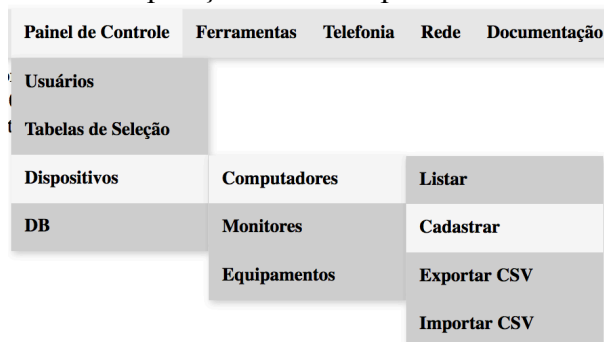 Painel de Controle Ferramentas Telefonia Rede Documentação
Usuários
Tabelas de Seleção
Dispositivos Computadores Listar
DB Monitores Cadastrar
Equipamentos Exportar CSV
Importar CSV